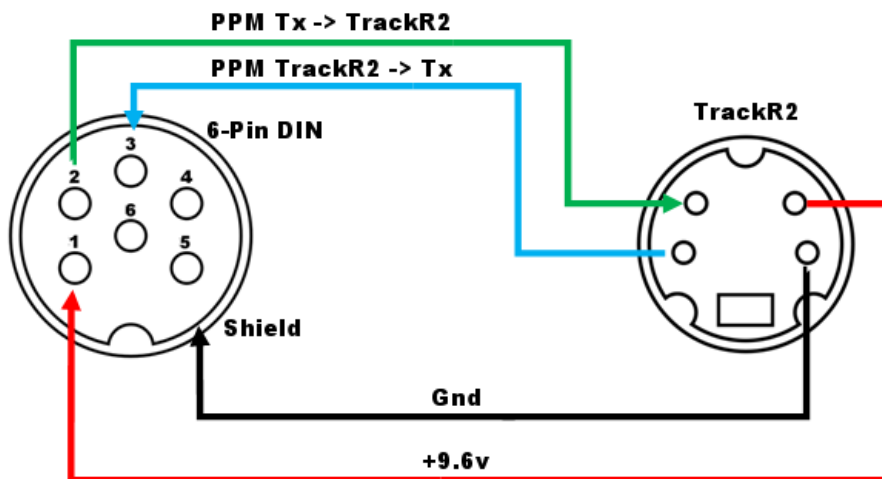 PPM Tx -> TrackR2
PPM TrackR2 -> Tx
TrackR2
6-Pin DIN
3
2
4
6
1
5
Shield
Gnd
+9.6v